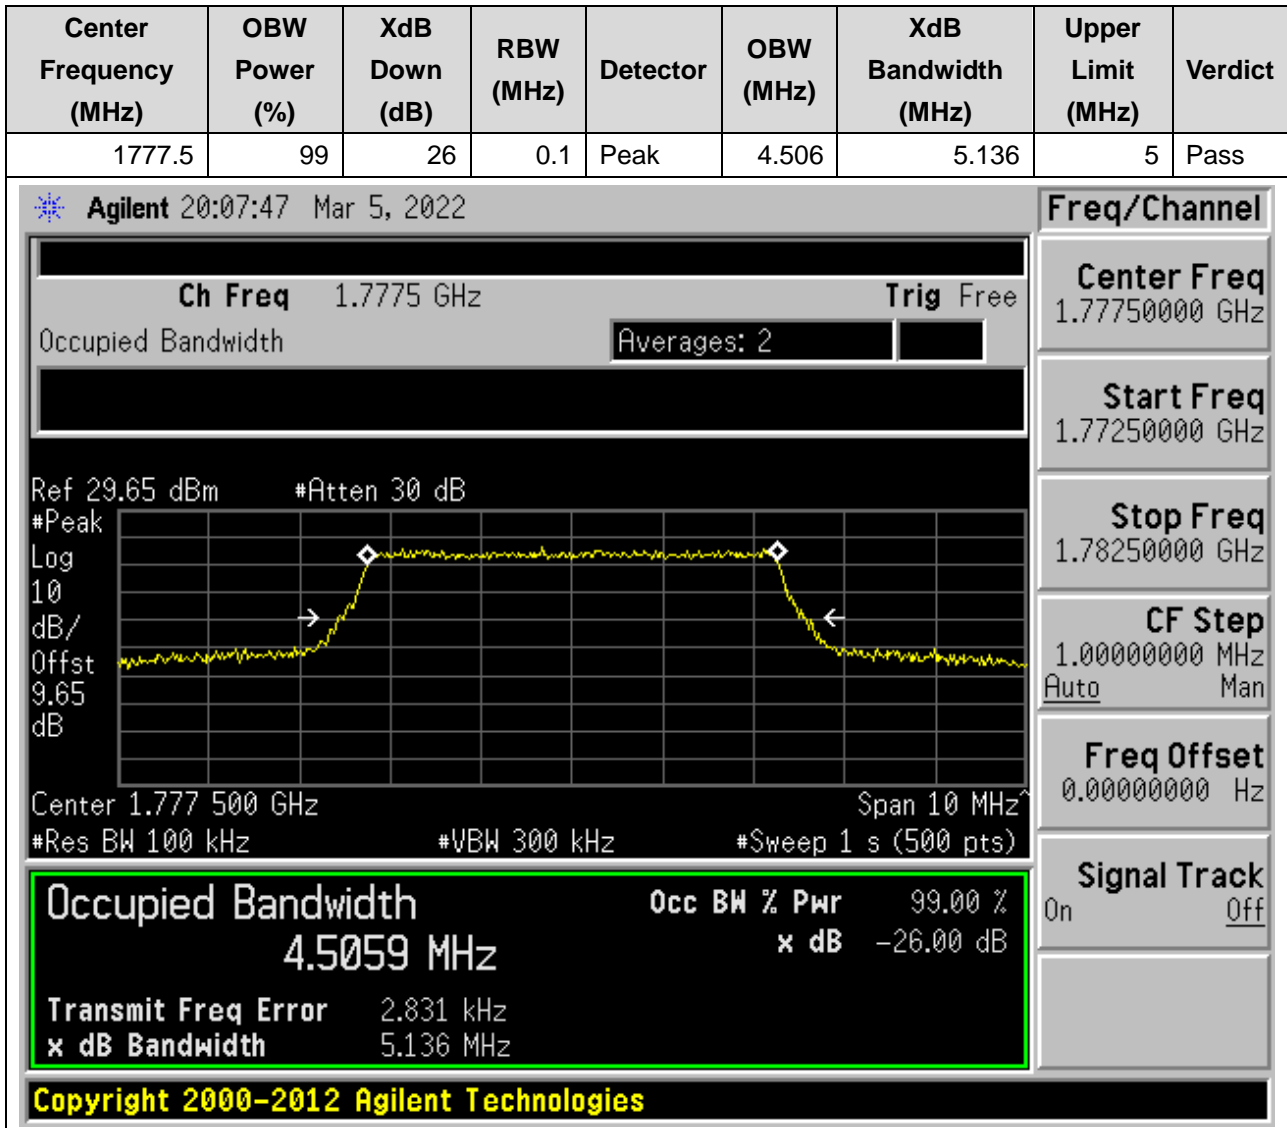 Center Frequency (MHz) OBW Power (%) XdB Down (dB) RBW (MHz) Detector OBW (MHz) XdB Bandwidth (MHz) Upper Limit (MHz) Verdict
1777.5 99 26 0.1 Peak 4.506 5.136 5 Pass
Agilent 20:07:47 Mar 5, 2022
Freq/Channel
Ch Freq 1.7775 GHz Trig Free
Occupied Bandwidth Averages: 2
Ref 29.65 dBm #Atten 30 dB
#Peak
Log
10
dB/
Offst
9.65
dB
Center 1.777 500 GHz Span 10 MHz^
#Res BW 100 kHz #VBW 300 kHz #Sweep 1 s (500 pts)
Occupied Bandwidth Occ BW % Pwr 99.00 %
4.5059 MHz x dB -26.00 dB
Transmit Freq Error 2.831 kHz
x dB Bandwidth 5.136 MHz
Center Freq
1.77750000 GHz
Start Freq
1.77250000 GHz
Stop Freq
1.78250000 GHz
CF Step
1.00000000 MHz
Auto Man
Freq Offset
0.00000000 Hz
Signal Track
On Off
Copyright 2000-2012 Agilent Technologies